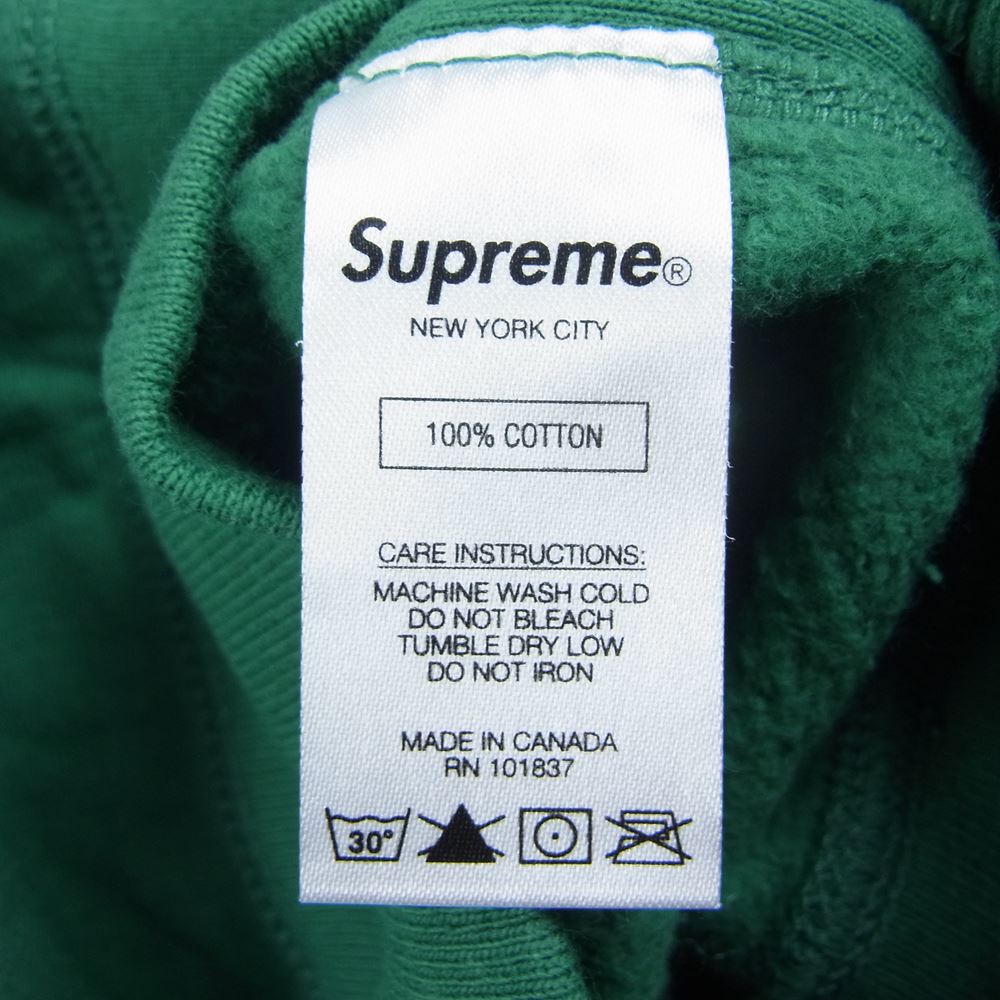 Supreme®
NEW YORK CITY
100% COTTON
CARE INSTRUCTIONS:
MACHINE WASH COLD
DO NOT BLEACH
TUMBLE DRY LOW
DO NOT IRON
MADE IN CANADA
RN 101837
30°